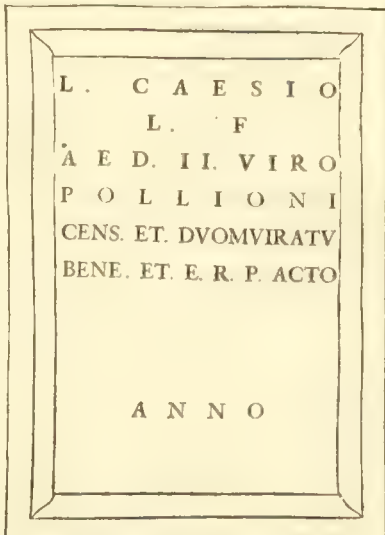 L. CAESIO
L. F
AED. II. VIRO
POLLIONI
CENS. ET. DVOMVIRATV
BENE. ET. E. R. P. ACTO
ANNO